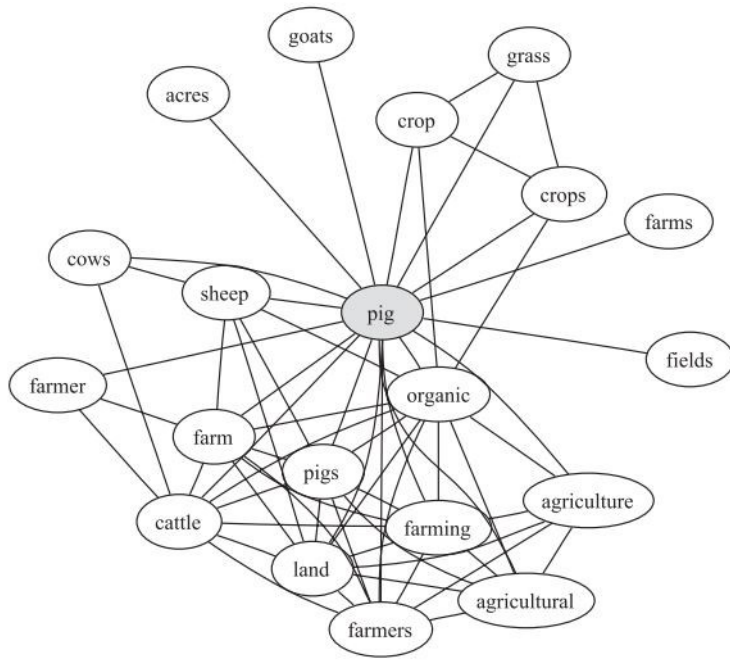 goats
grass
acres
crop
crops
farms
cows
sheep
pig
fields
farmer
organic
farm
pigs
agriculture
cattle
farming
land
agricultural
farmers